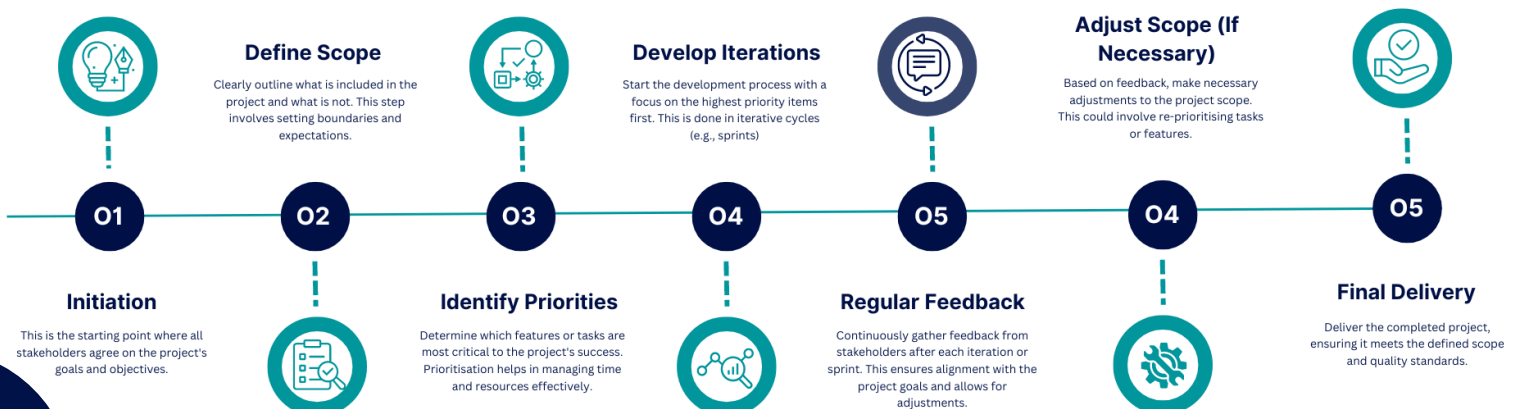 O1
Initiation
This is the starting point where all
stakeholders agree on the project's
goals and objectives.
Define Scope
Clearly outline what is included in the
project and what is not. This step
involves setting boundaries and
expectations.
O2
O3
Identify Priorities
Determine which features or tasks are
most critical to the project's success.
Prioritisation helps in managing time
and resources effectively.
Develop Iterations
Start the development process with a
focus on the highest priority items
first. This is done in iterative cycles
(e.g., sprints)
O4
O5
Regular Feedback
Continuously gather feedback from
stakeholders after each iteration or
sprint. This ensures alignment with the
project goals and allows for
adjustments.
Adjust Scope (If
Necessary)
Based on feedback, make necessary
adjustments to the project scope.
This could involve re-prioritising tasks
or features.
O4
O5
Final Delivery
Deliver the completed project,
ensuring it meets the defined scope
and quality standards.